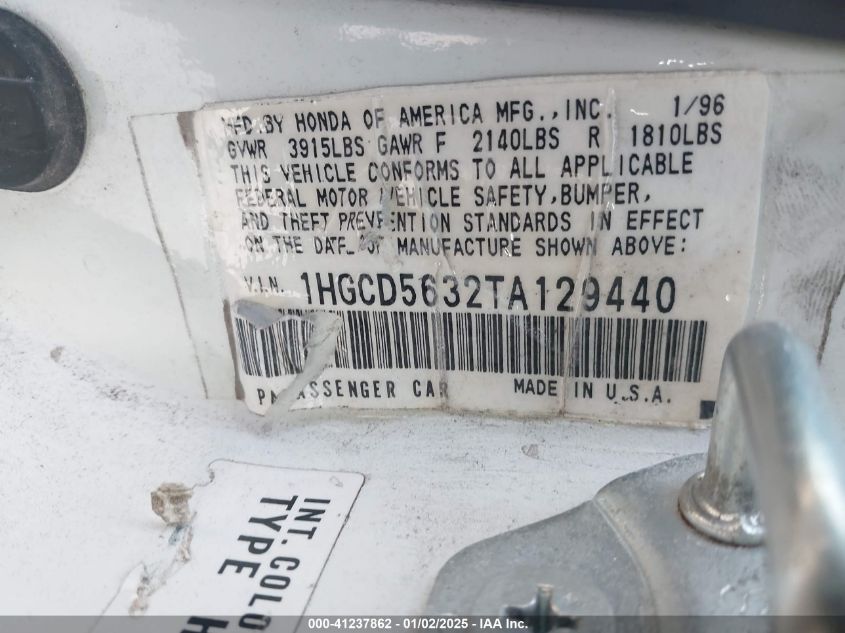 MFD.BY HONDA OF AMERICA MFG.,INC. 1/96
GVWR 3915LBS GAWR F 2140LBS R 1810LBS
THIS VEHICLE CONFORMS TO ALL APPLICABLE
FEDERAL MOTOR VEHICLE SAFETY,BUMPER,
AND THEFT PREVENTION STANDARDS IN EFFECT
ON THE DATE OF MANUFACTURE SHOWN ABOVE:
V.I.N. 1HGCD5632TA129440
PASSENGER CAR MADE IN U.S.A.
INT. COLO
TYPE H
000-41237862 - 01/02/2025 - IAA Inc.